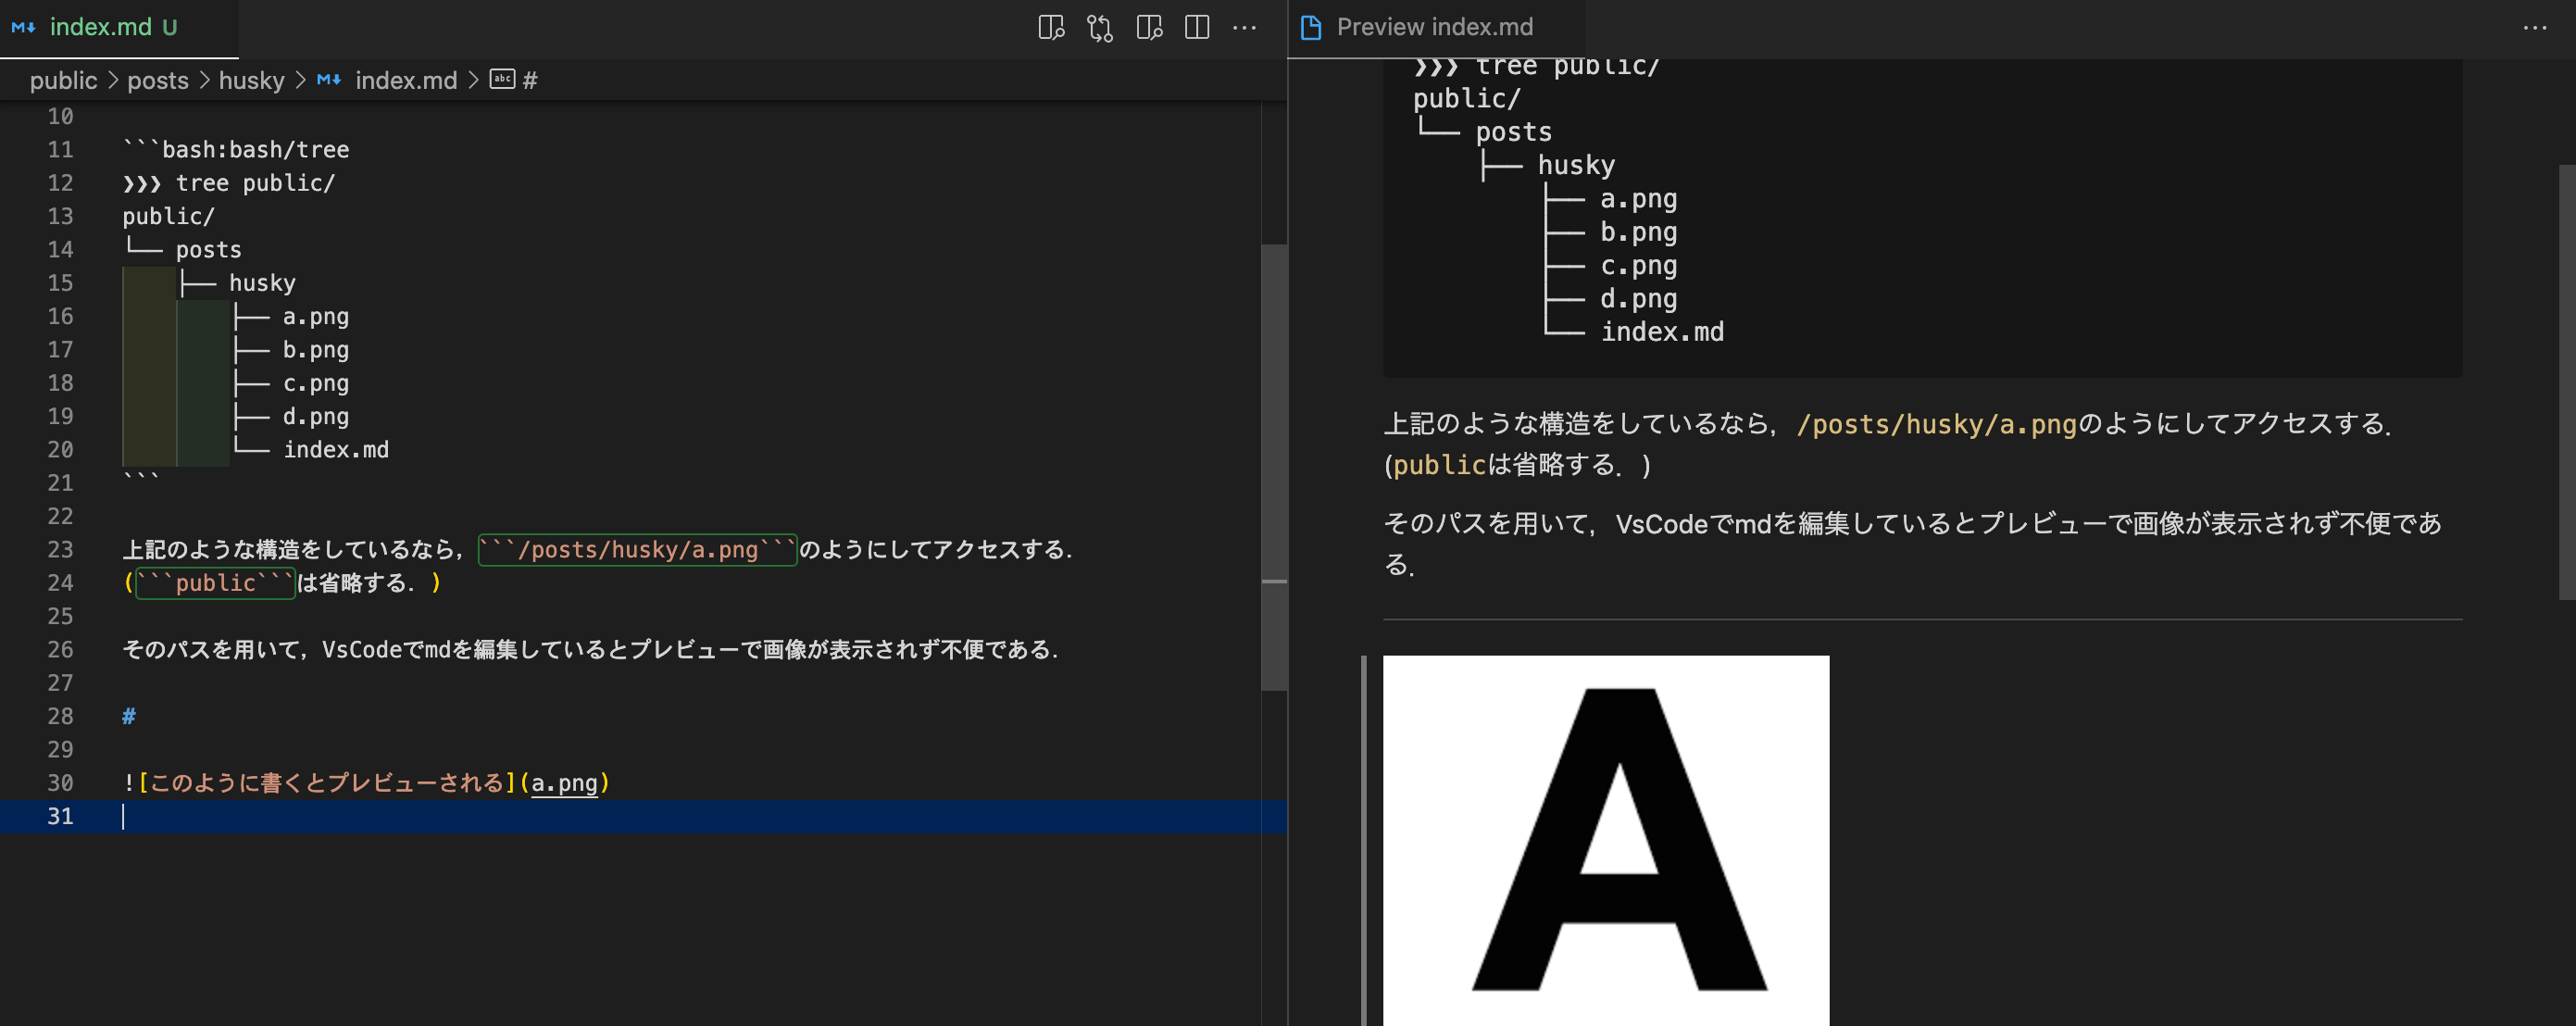 index.md U
public > posts > husky > index.md > #
10
11 ```bash:bash/tree
12 ❯❯❯ tree public/
13 public/
14 └── posts
15     ├── husky
16         ├── a.png
17         ├── b.png
18         ├── c.png
19         ├── d.png
20         └── index.md
21 ```
22
23 上記のような構造をしているなら，```/posts/husky/a.png```のようにしてアクセスする．
24 (```public```は省略する．)
25
26 そのパスを用いて，VsCodeでmdを編集しているとプレビューで画像が表示されず不便である．
27
28 #
29
30 ![このように書くとプレビューされる](a.png)
31
Preview index.md
❯❯❯ tree public/
public/
└── posts
    ├── husky
        ├── a.png
        ├── b.png
        ├── c.png
        ├── d.png
        └── index.md
上記のような構造をしているなら，/posts/husky/a.pngのようにしてアクセスする．
(publicは省略する．)
そのパスを用いて，VsCodeでmdを編集しているとプレビューで画像が表示されず不便であ
る．
A